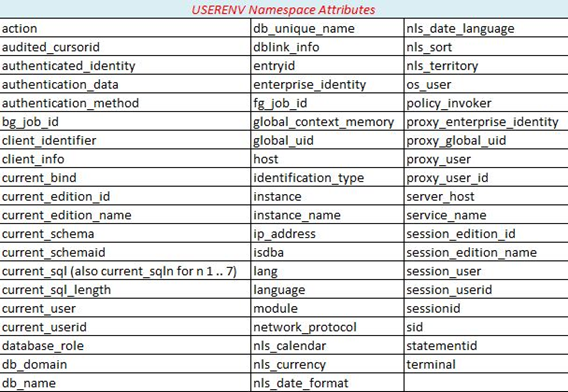 USERENV Namespace Attributes
action db_unique_name nls_date_language
audited_cursorid dblink_info nls_sort
authenticated_identity entryid nls_territory
authentication_data enterprise_identity os_user
authentication_method fg_job_id policy_invoker
bg_job_id global_context_memory proxy_enterprise_identity
client_identifier global_uid proxy_global_uid
client_info host proxy_user
current_bind identification_type proxy_user_id
current_edition_id instance server_host
current_edition_name instance_name service_name
current_schema ip_address session_edition_id
current_schemaid isdba session_edition_name
current_sql (also current_sqln for n 1 .. 7) lang session_user
current_sql_length language session_userid
current_user module sessionid
current_userid network_protocol sid
database_role nls_calendar statementid
db_domain nls_currency terminal
db_name nls_date_format